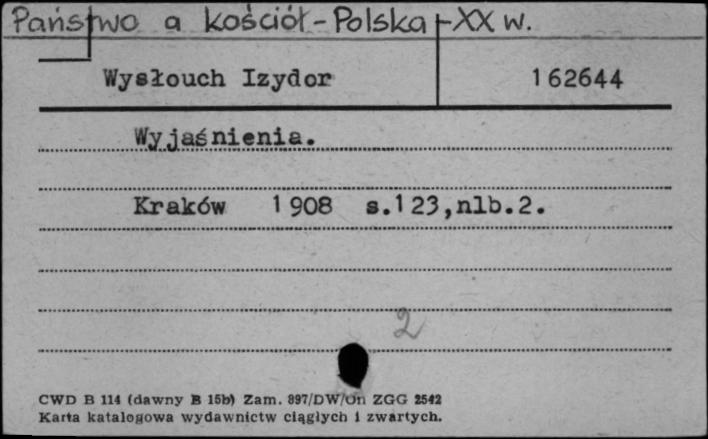 Państwo a kościół - Polska - XX w.
Wysłouch Izydor 162644
Wyjaśnienia.
Kraków 1908 s.123,nlb.2.
2
CWD B 114 (dawny B 15b) Zam. 897/DW/Un ZGG 2542
Karta katalogowa wydawnictw ciągłych i zwartych.